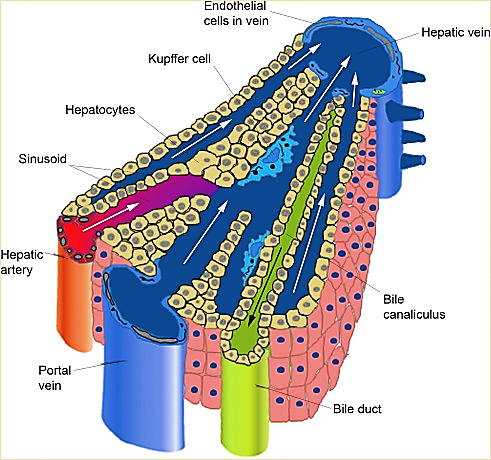 Endothelial
cells in vein
Hepatic vein
Kupffer cell
Hepatocytes
Sinusoid
Hepatic
artery
Bile
canaliculus
Portal
vein
Bile duct